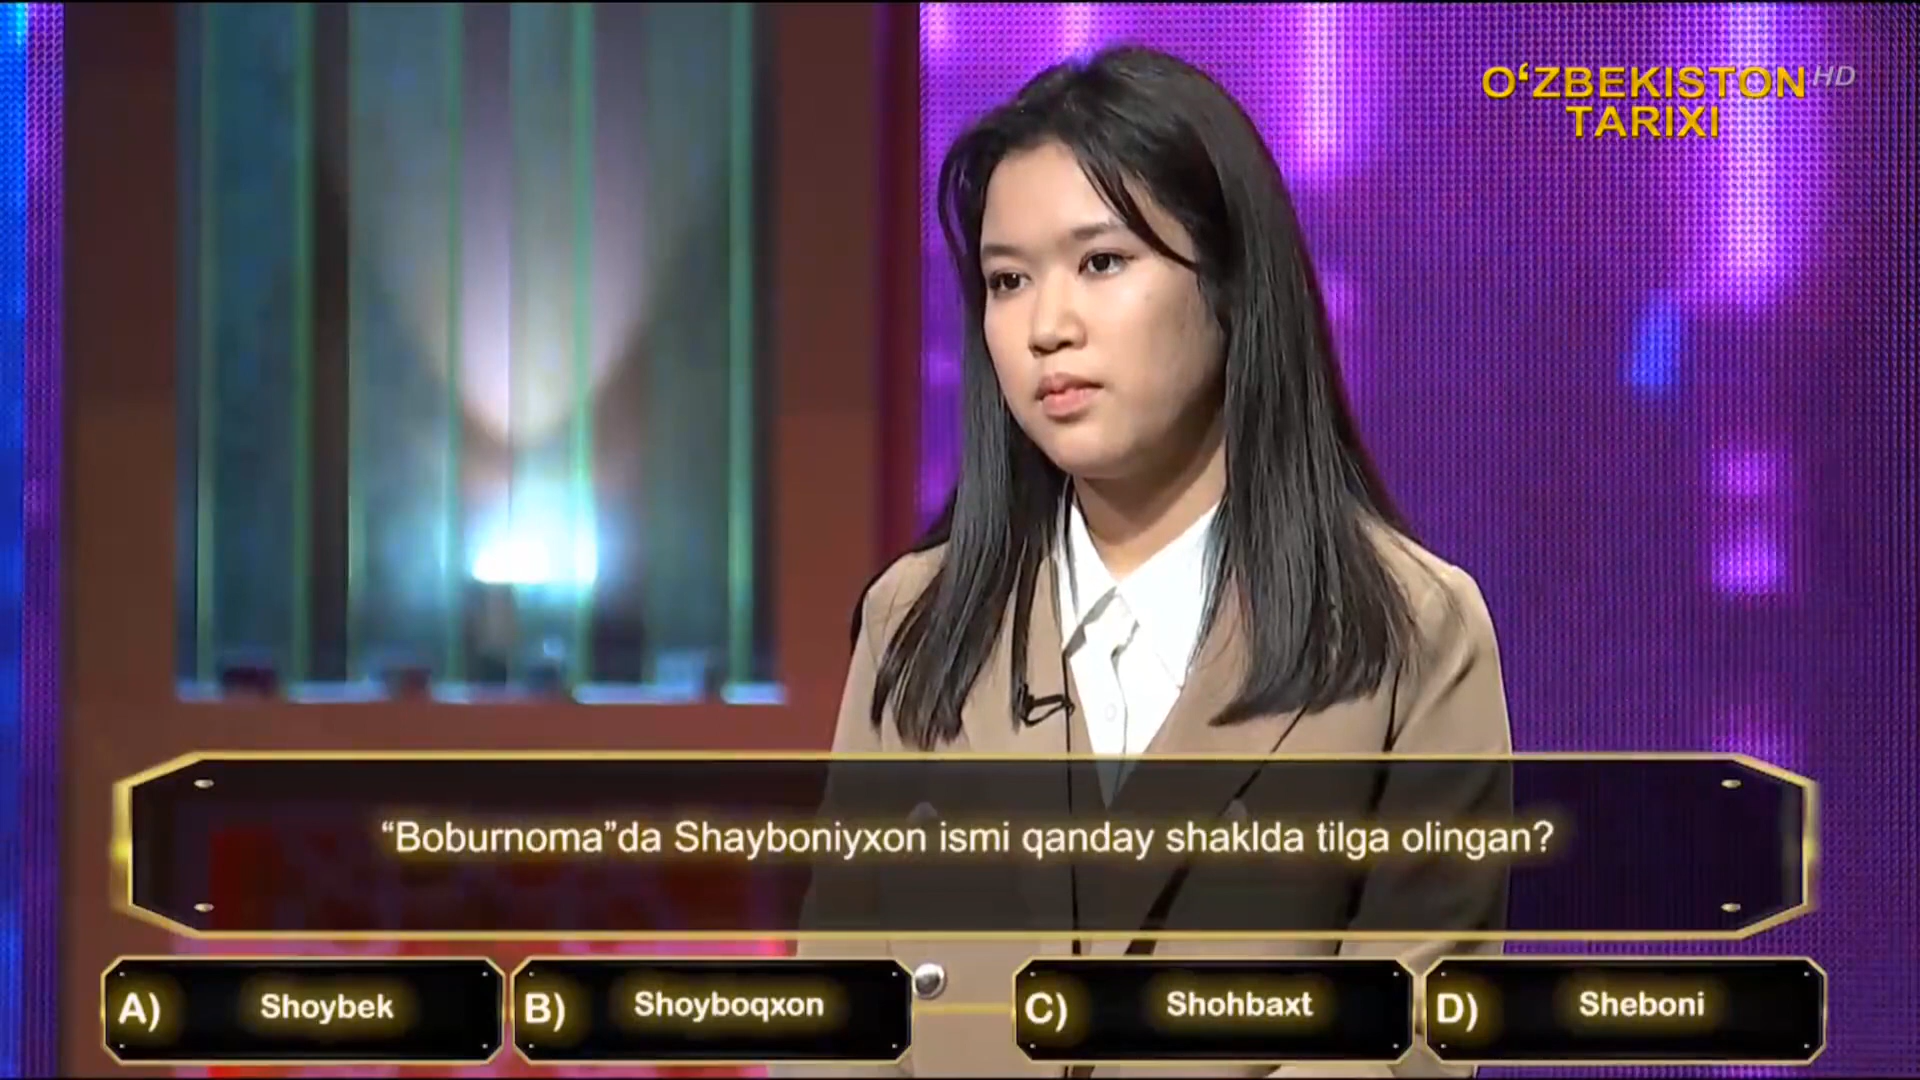 O‘ZBEKISTON HD
TARIXI
“Boburnoma”da Shayboniyxon ismi qanday shaklda tilga olingan?
A) Shoybek
B) Shoyboqxon
C) Shohbaxt
D) Sheboni